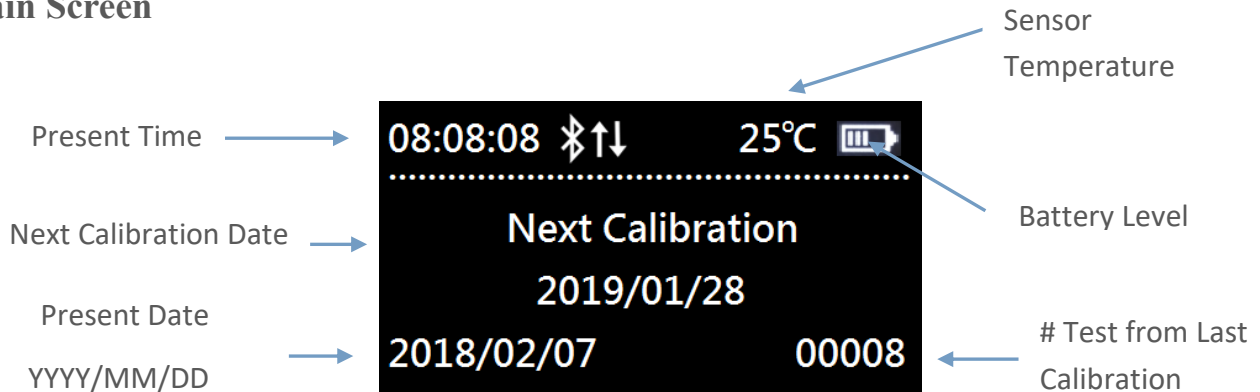 ain Screen
Sensor
Temperature
Present Time
08:08:08 25℃
Next Calibration Date
Next Calibration
2019/01/28
Battery Level
Present Date
YYYY/MM/DD
2018/02/07 00008
# Test from Last
Calibration